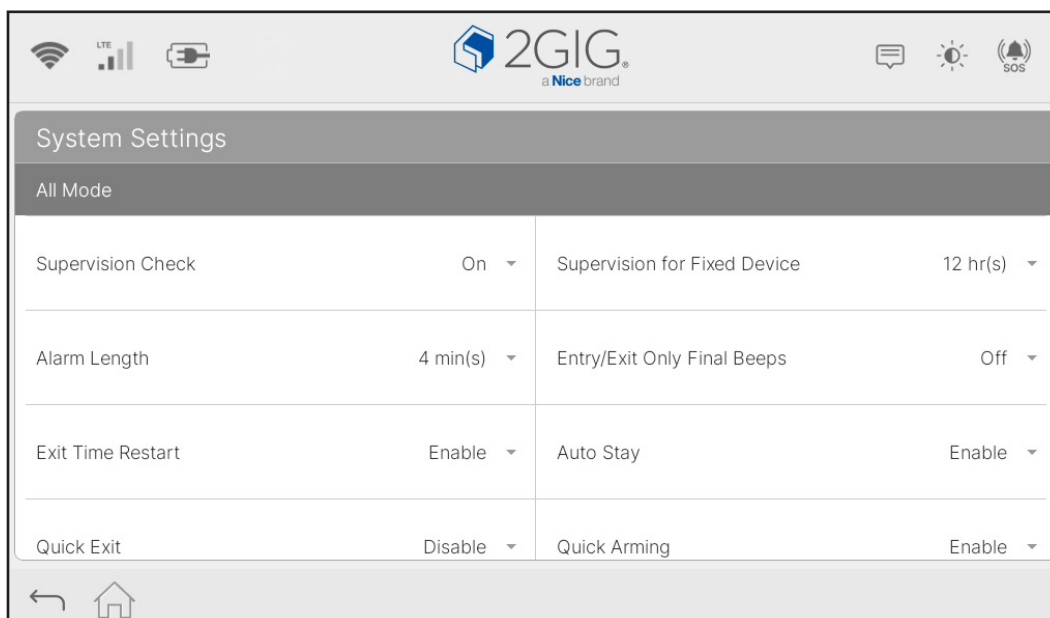 LTE
2GIG®
a Nice brand
SOS
System Settings
All Mode
Supervision Check On Supervision for Fixed Device 12 hr(s)
Alarm Length 4 min(s) Entry/Exit Only Final Beeps Off
Exit Time Restart Enable Auto Stay Enable
Quick Exit Disable Quick Arming Enable